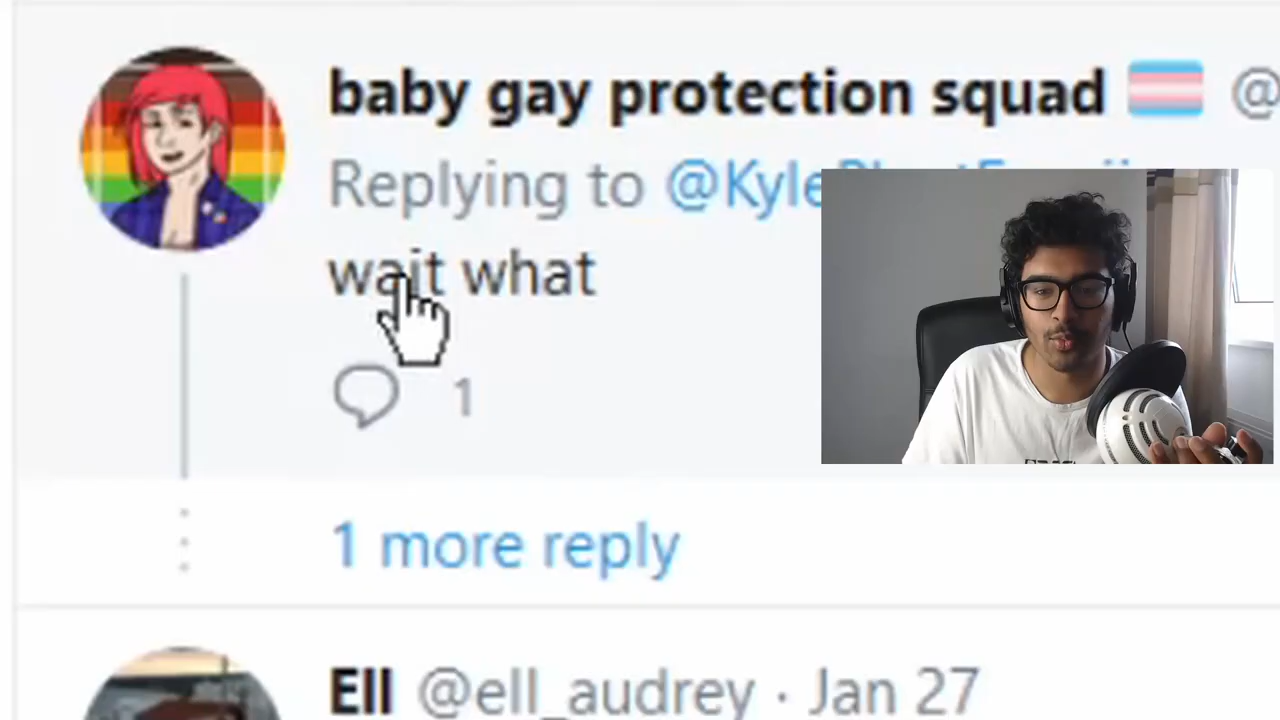 baby gay protection squad @
Replying to @Kyle
wait what
1
1 more reply
Ell @ell_audrey · Jan 27